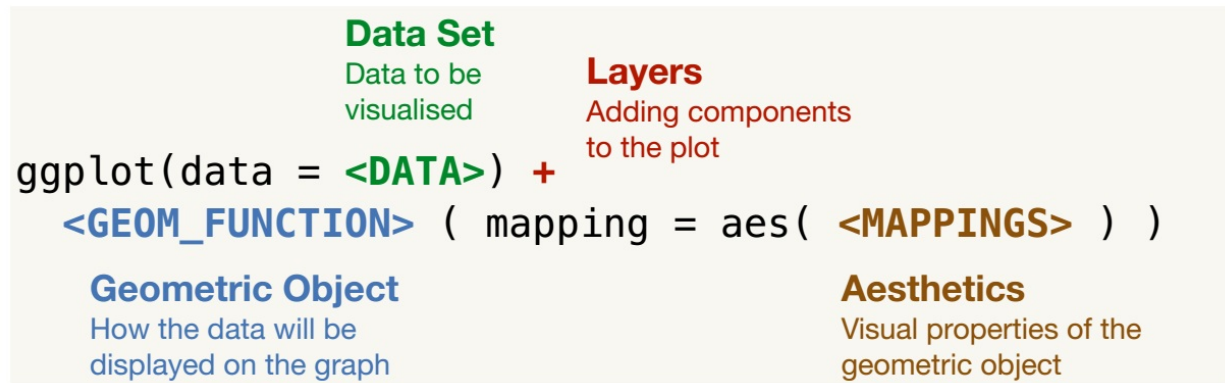 Data Set
Data to be
visualised
Layers
Adding components
to the plot
ggplot(data = <DATA>) +
<GEOM_FUNCTION> ( mapping = aes( <MAPPINGS> ) )
Geometric Object
How the data will be
displayed on the graph
Aesthetics
Visual properties of the
geometric object